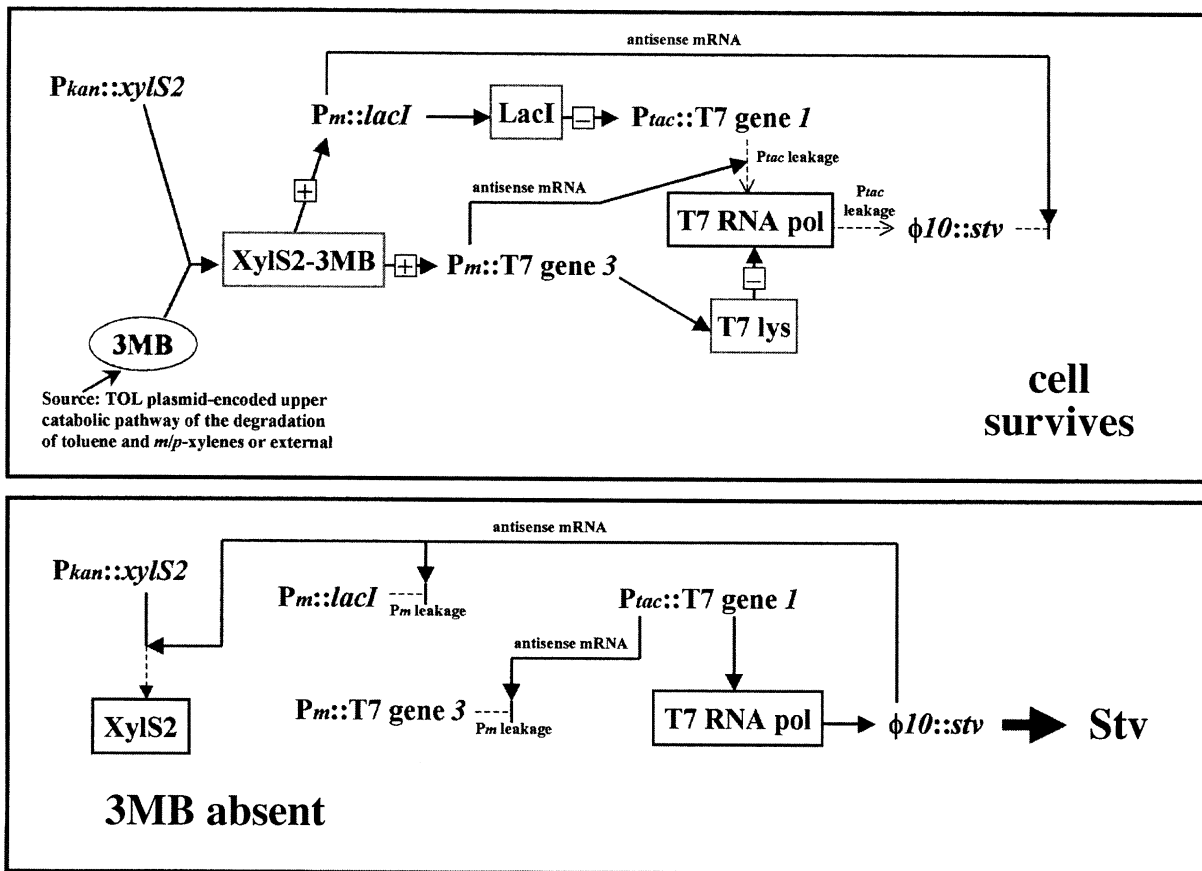 antisense mRNA
Pkan::xylS2
Pm::lacI
LacI
−
Ptac::T7 gene 1
Ptac leakage
+
antisense mRNA
Ptac
leakage
T7 RNA pol
ϕ10::stv
XylS2-3MB
+
Pm::T7 gene 3
−
T7 lys
3MB
Source: TOL plasmid-encoded upper
catabolic pathway of the degradation
of toluene and m/p-xylenes or external
cell
survives
antisense mRNA
Pkan::xylS2
Pm::lacI
Pm leakage
Ptac::T7 gene 1
antisense mRNA
XylS2
Pm::T7 gene 3
Pm leakage
T7 RNA pol
ϕ10::stv
Stv
3MB absent